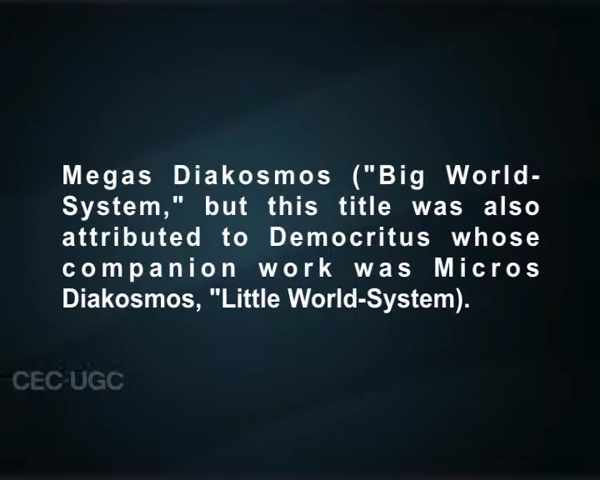 Megas Diakosmos ("Big World-
System," but this title was also
attributed to Democritus whose
companion work was Micros
Diakosmos, "Little World-System).
CEC-UGC